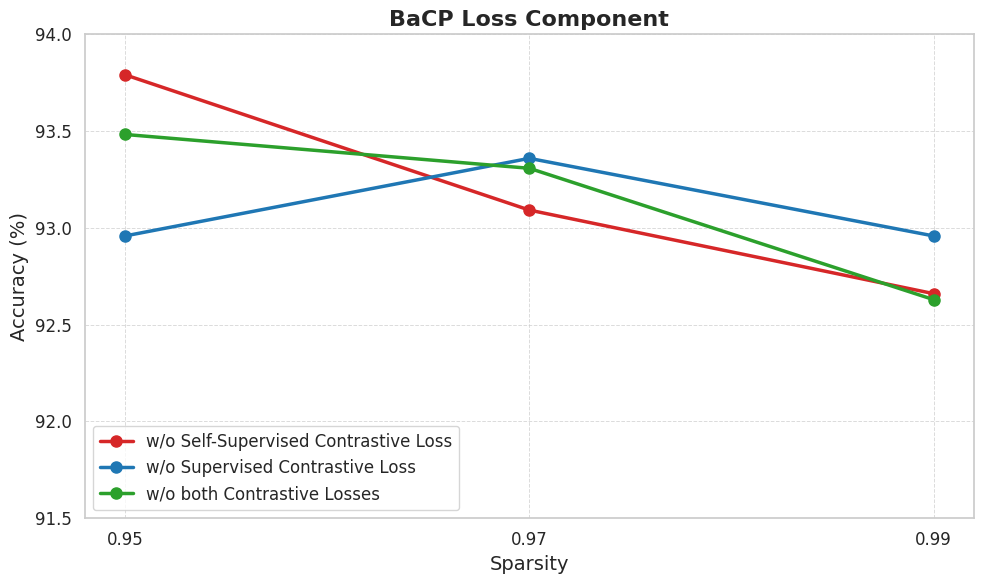 BaCP Loss Component
94.0
93.5
93.0
92.5
92.0
91.5
Accuracy (%)
w/o Self-Supervised Contrastive Loss
w/o Supervised Contrastive Loss
w/o both Contrastive Losses
0.95 0.97 0.99
Sparsity